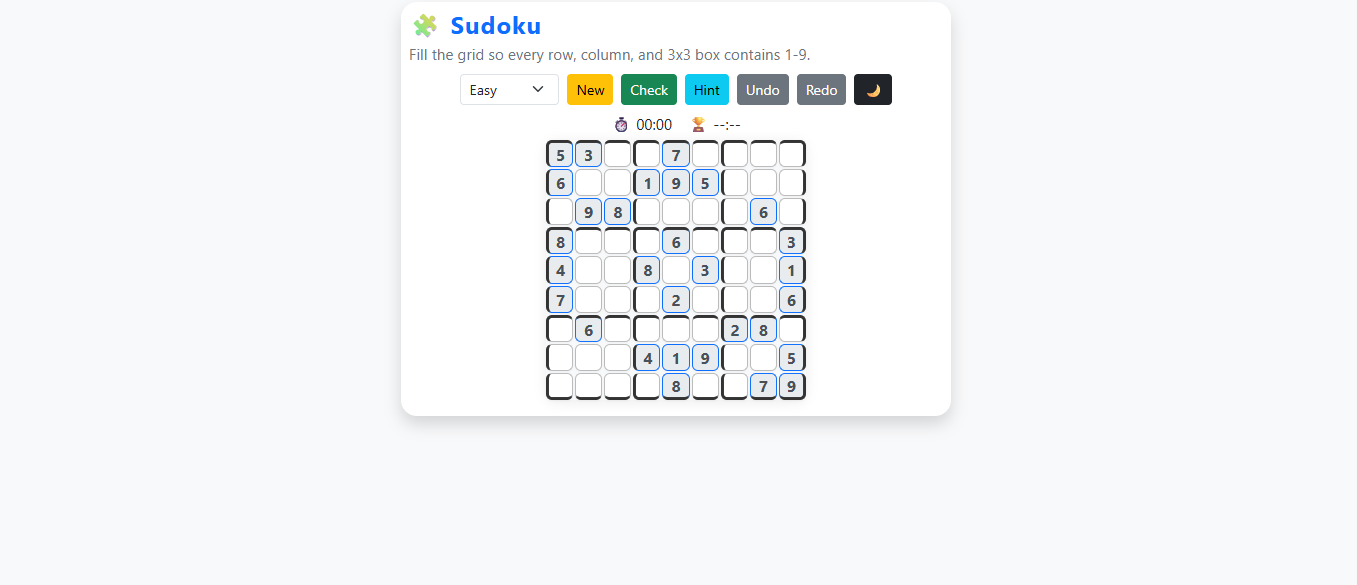 Sudoku
Fill the grid so every row, column, and 3x3 box contains 1-9.
Easy New Check Hint Undo Redo
00:00 --:--
5 3 7
6 1 9 5
9 8 6
8 6 3
4 8 3 1
7 2 6
6 2 8
4 1 9 5
8 7 9